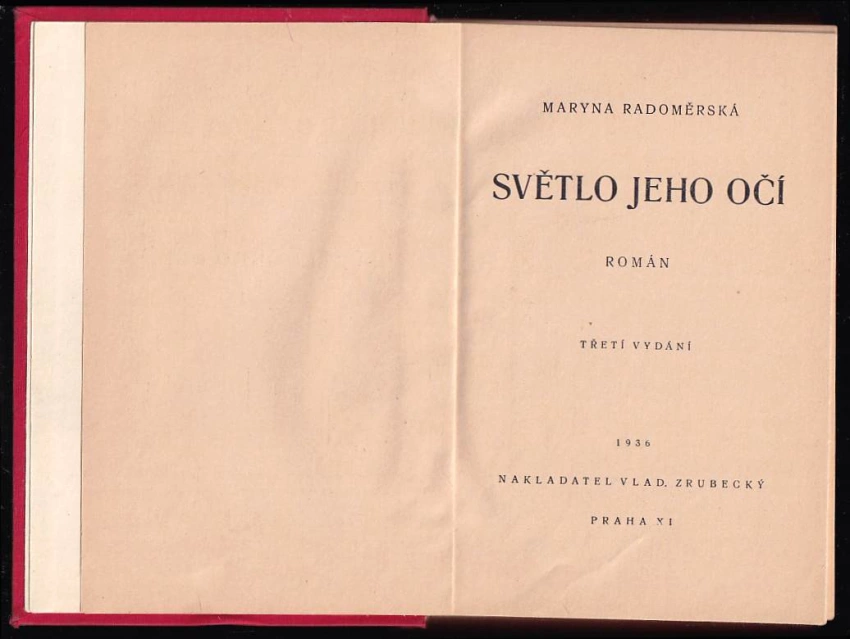 MARYNA RADOMĚRSKÁ
SVĚTLO JEHO OČÍ
ROMÁN
TŘETÍ VYDÁNÍ
1936
NAKLADATEL VLAD. ZRUBECKÝ
PRAHA XI